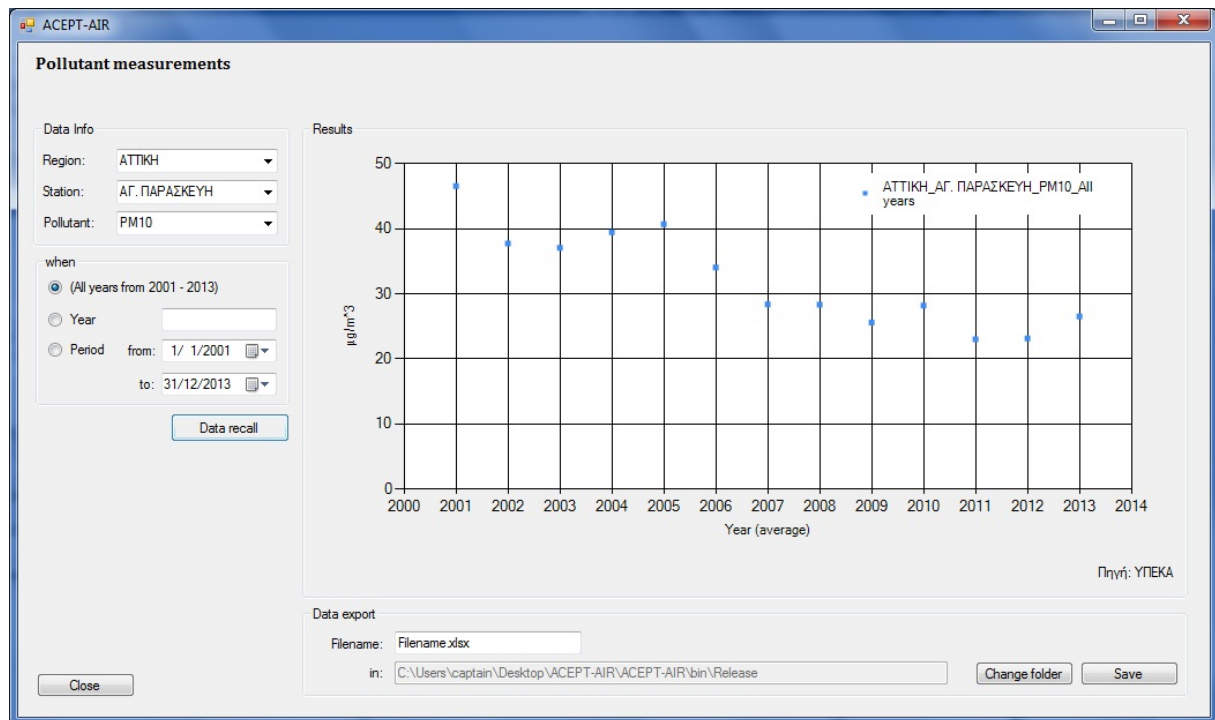 ACEPT-AIR
Pollutant measurements
Data Info
Region: ΑΤΤΙΚΗ
Station: ΑΓ. ΠΑΡΑΣΚΕΥΗ
Pollutant: PM10
when
(All years from 2001 - 2013)
Year
Period from: 1/ 1/2001
to: 31/12/2013
Data recall
Close
Results
50
40
30
20
10
0
µg/m^3
ΑΤΤΙΚΗ_ΑΓ. ΠΑΡΑΣΚΕΥΗ_PM10_All
years
2000 2001 2002 2003 2004 2005 2006 2007 2008 2009 2010 2011 2012 2013 2014
Year (average)
Πηγή: ΥΠΕΚΑ
Data export
Filename: Filename.xlsx
in: C:\Users\captain\Desktop\ACEPT-AIR\ACEPT-AIR\bin\Release
Change folder Save